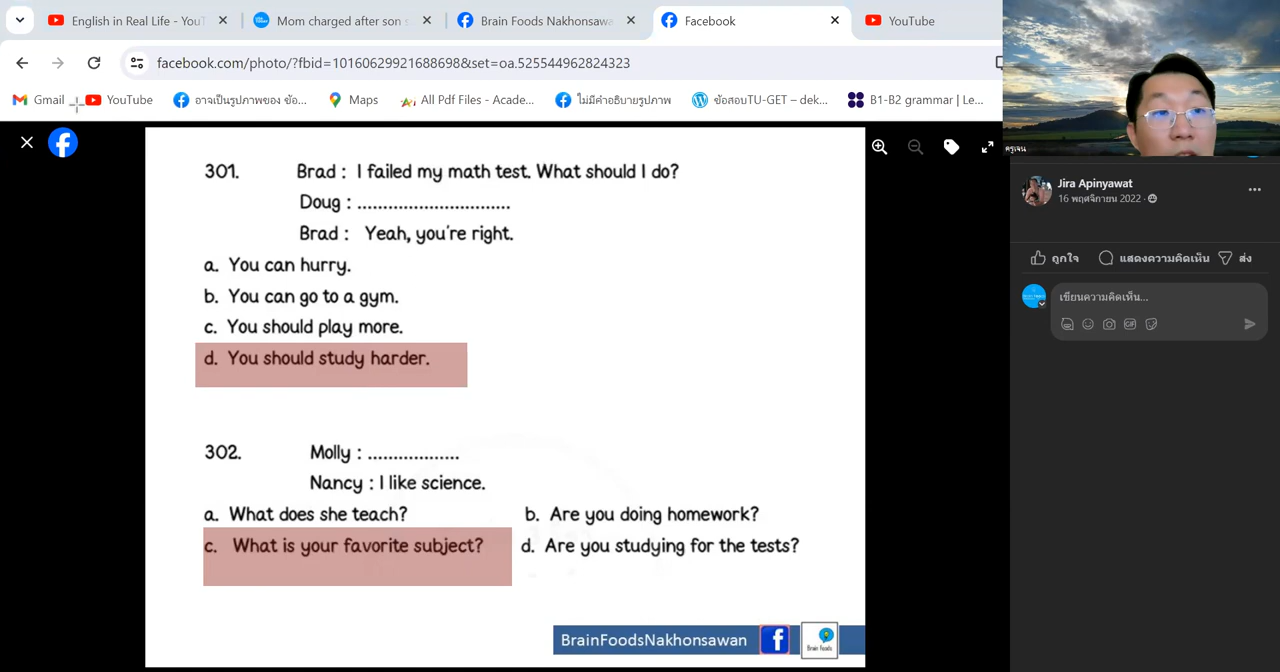 English in Real Life - YouT
Mom charged after son s
Brain Foods Nakhonsawa
Facebook
YouTube
facebook.com/photo/?fbid=10160629921688698&set=oa.525544962824323
Gmail
YouTube
อาจเป็นรูปภาพของ ข้อ...
Maps
All Pdf Files - Acade...
ไม่มีคำอธิบายรูปภาพ
ข้อสอบTU-GET – dek...
B1-B2 grammar | Le...
ครูเจน
301. Brad : I failed my math test. What should I do?
Doug : ..............................
Brad : Yeah, you're right.
a. You can hurry.
b. You can go to a gym.
c. You should play more.
d. You should study harder.
302. Molly : ..................
Nancy : I like science.
a. What does she teach? b. Are you doing homework?
c. What is your favorite subject? d. Are you studying for the tests?
BrainFoodsNakhonsawan
Brain Foods
Jira Apinyawat
16 พฤศจิกายน 2022
ถูกใจ
แสดงความคิดเห็น
ส่ง
เขียนความคิดเห็น...